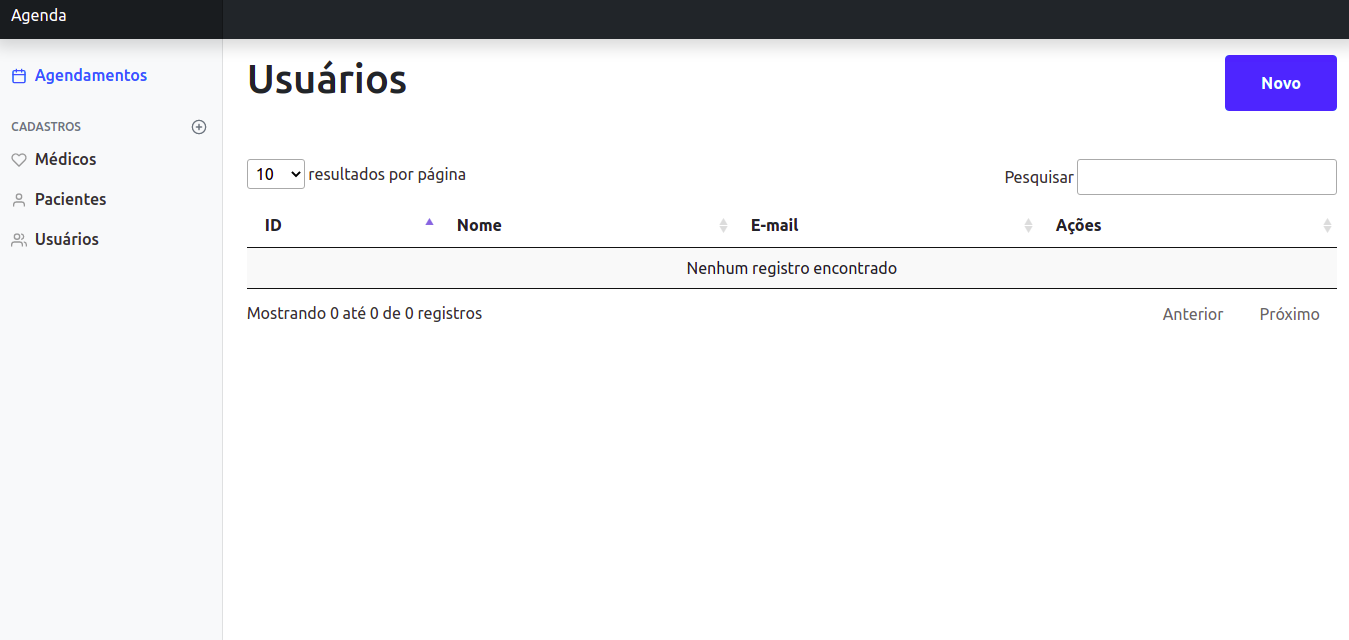 Agenda
Agendamentos
CADASTROS
Médicos
Pacientes
Usuários
Usuários
Novo
10 resultados por página
Pesquisar
ID Nome E-mail Ações
Nenhum registro encontrado
Mostrando 0 até 0 de 0 registros
Anterior Próximo